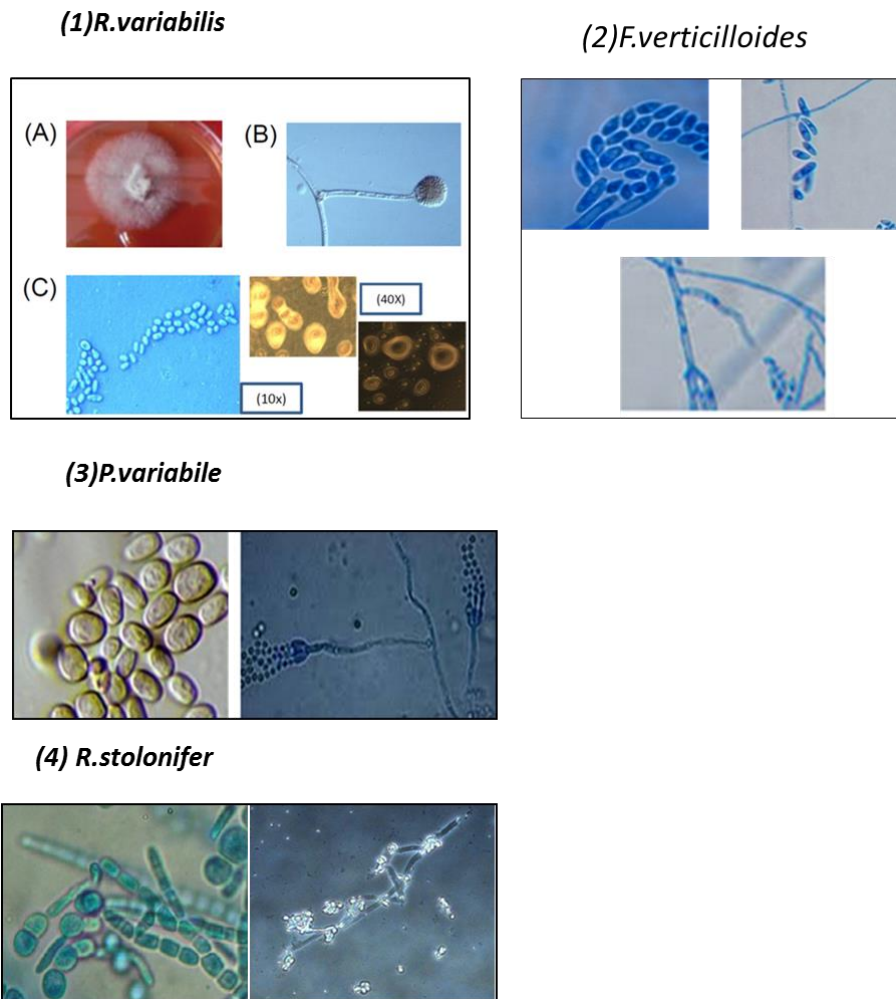 (1)R.variabilis
(2)F.verticilloides
(A)
(B)
(C)
(40X)
(10x)
(3)P.variabile
(4) R.stolonifer